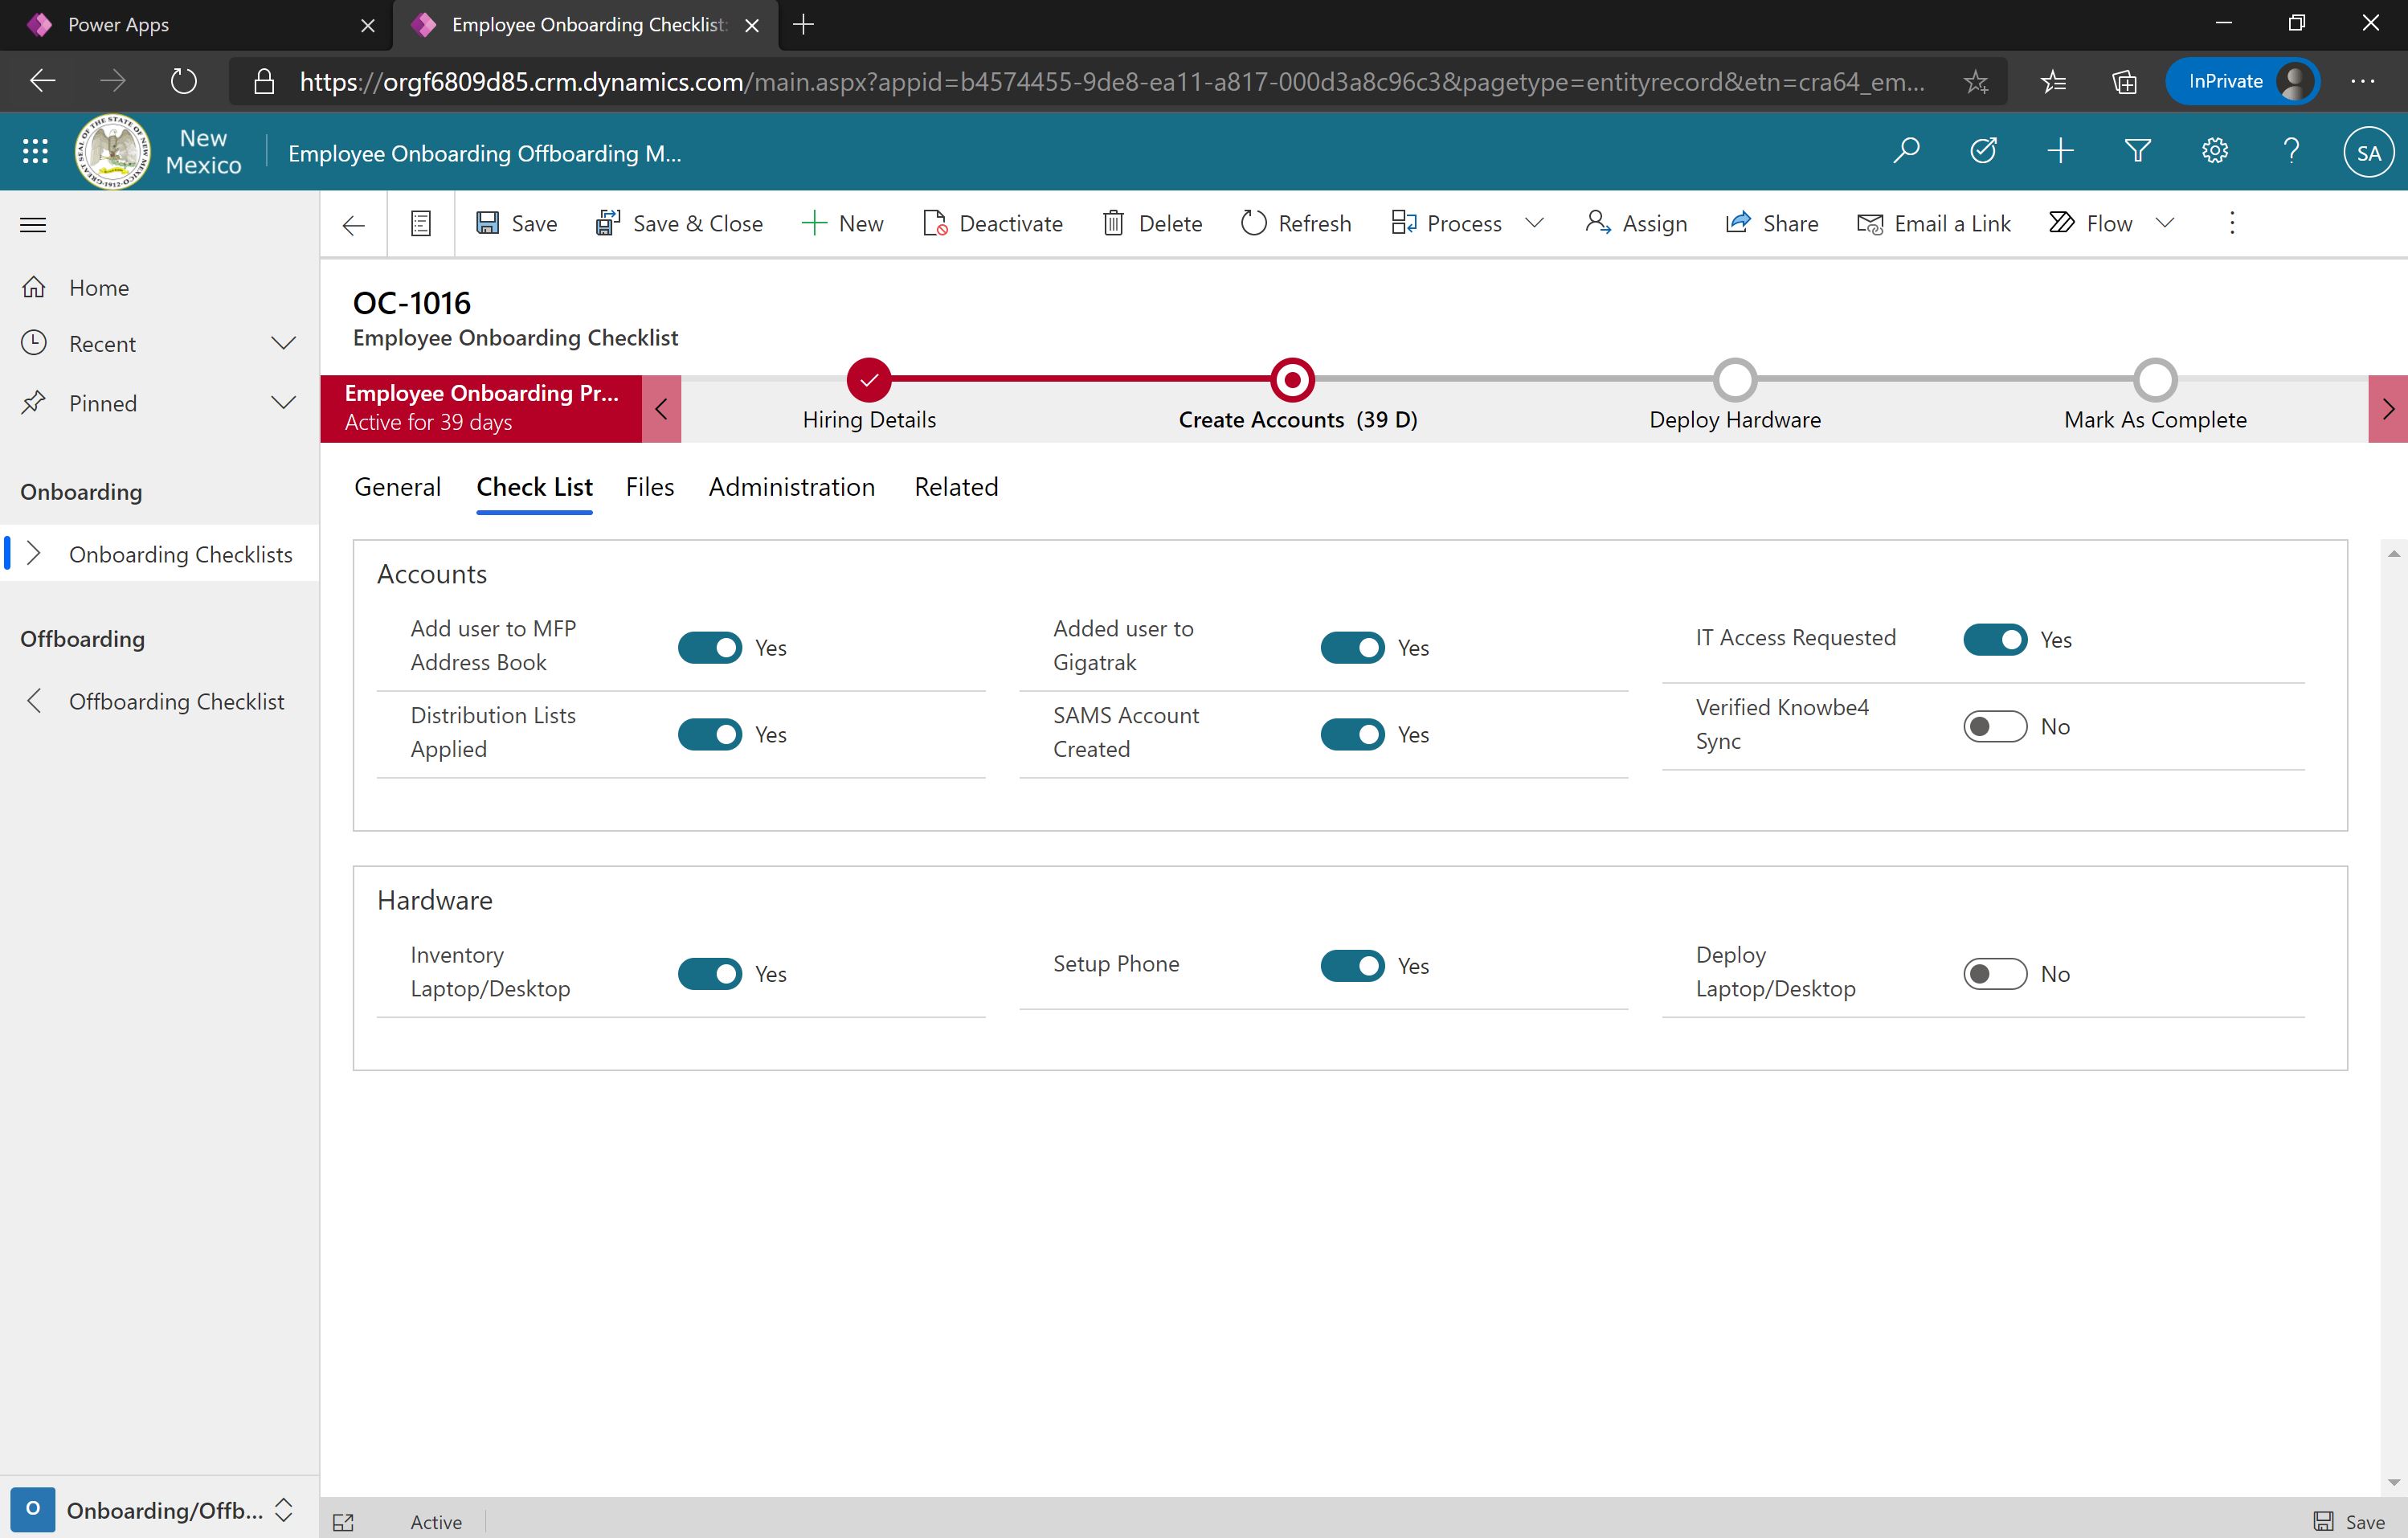 Power Apps
Employee Onboarding Checklist:
https://orgf6809d85.crm.dynamics.com/main.aspx?appid=b4574455-9de8-ea11-a817-000d3a8c96c3&pagetype=entityrecord&etn=cra64_em...
InPrivate
New
Mexico
Employee Onboarding Offboarding M...
SA
Save
Save & Close
New
Deactivate
Delete
Refresh
Process
Assign
Share
Email a Link
Flow
Home
Recent
Pinned
Onboarding
Onboarding Checklists
Offboarding
Offboarding Checklist
OC-1016
Employee Onboarding Checklist
Employee Onboarding Pr...
Active for 39 days
Hiring Details
Create Accounts (39 D)
Deploy Hardware
Mark As Complete
General
Check List
Files
Administration
Related
Accounts
Add user to MFP
Address Book
Yes
Added user to
Gigatrak
Yes
IT Access Requested
Yes
Distribution Lists
Applied
Yes
SAMS Account
Created
Yes
Verified Knowbe4
Sync
No
Hardware
Inventory
Laptop/Desktop
Yes
Setup Phone
Yes
Deploy
Laptop/Desktop
No
O
Onboarding/Offb...
Active
Save